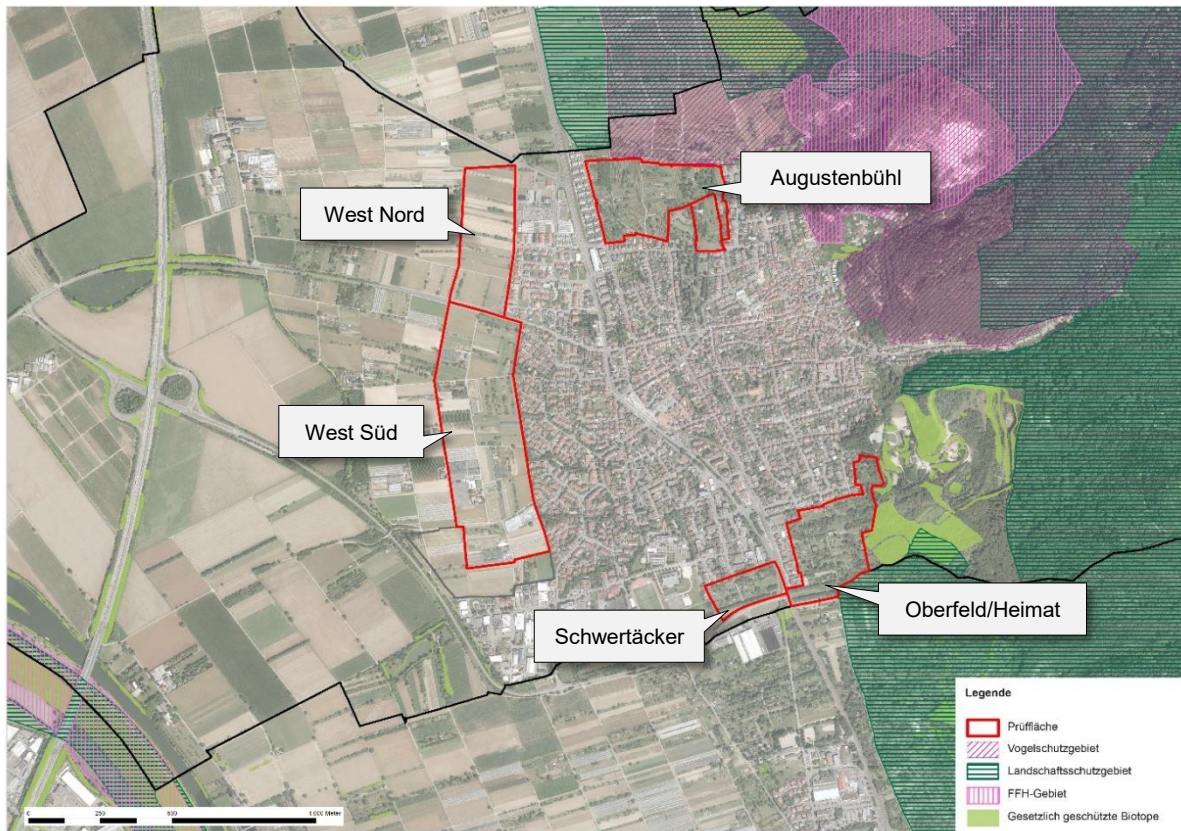 Augustenbühl
West Nord
West Süd
Oberfeld/Heimat
Schwertäcker
Legende
Prüffläche
Vogelschutzgebiet
Landschaftsschutzgebiet
FFH-Gebiet
Gesetzlich geschützte Biotope
0 250 500 1.000 Meter